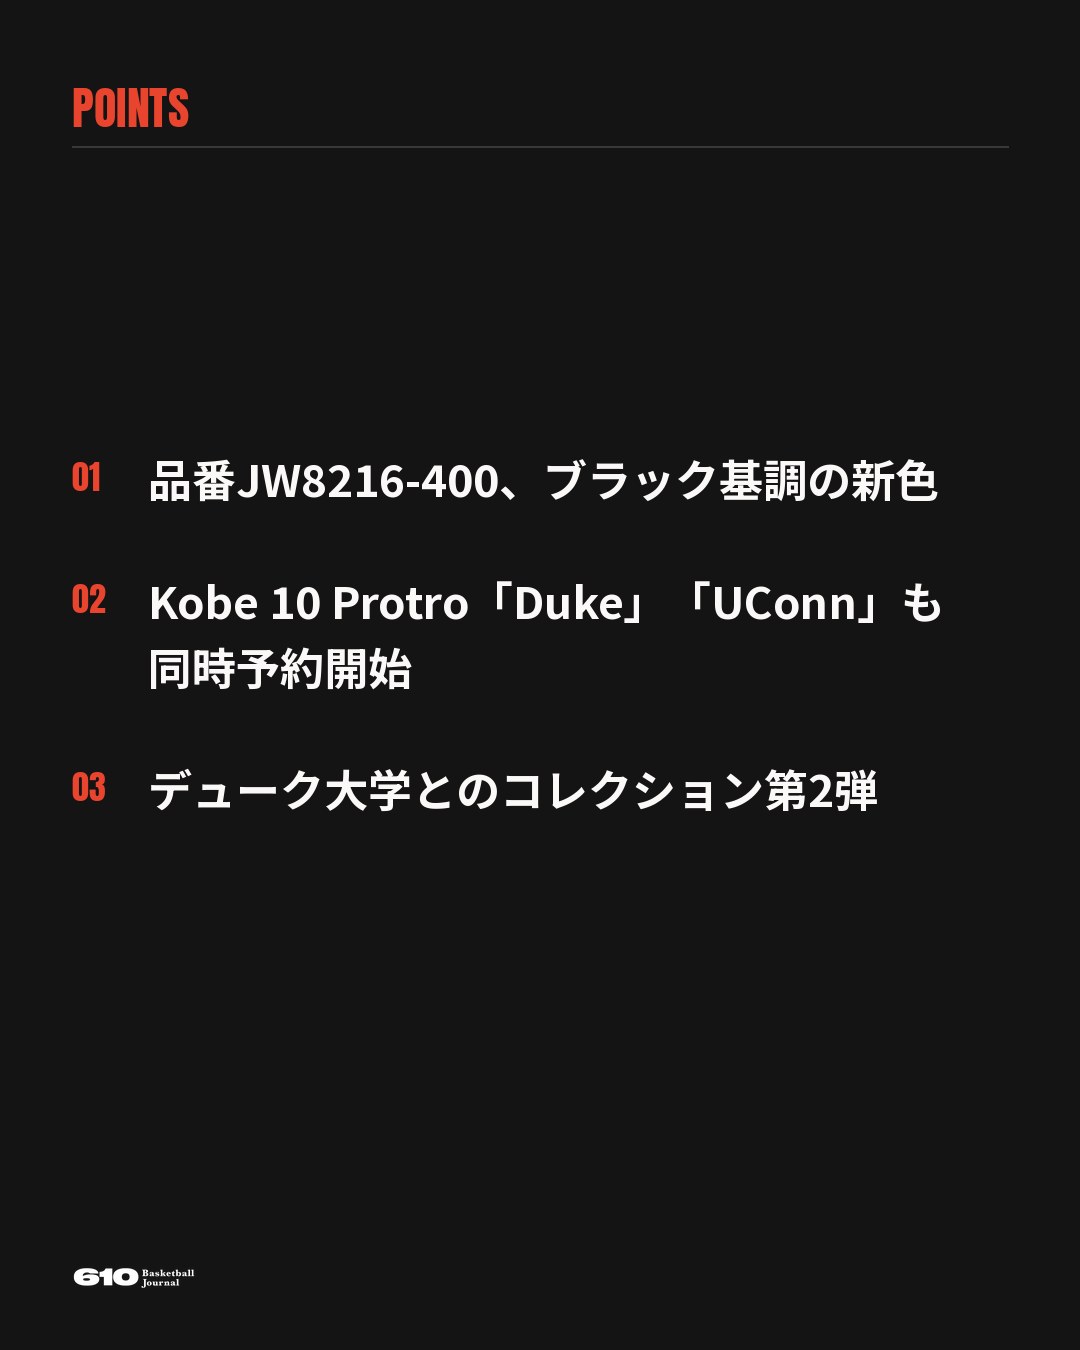 POINTS
01 品番JW8216-400、ブラック基調の新色
02 Kobe 10 Protro「Duke」「UConn」も
同時予約開始
03 デューク大学とのコレクション第2弾
610 Basketball
Journal